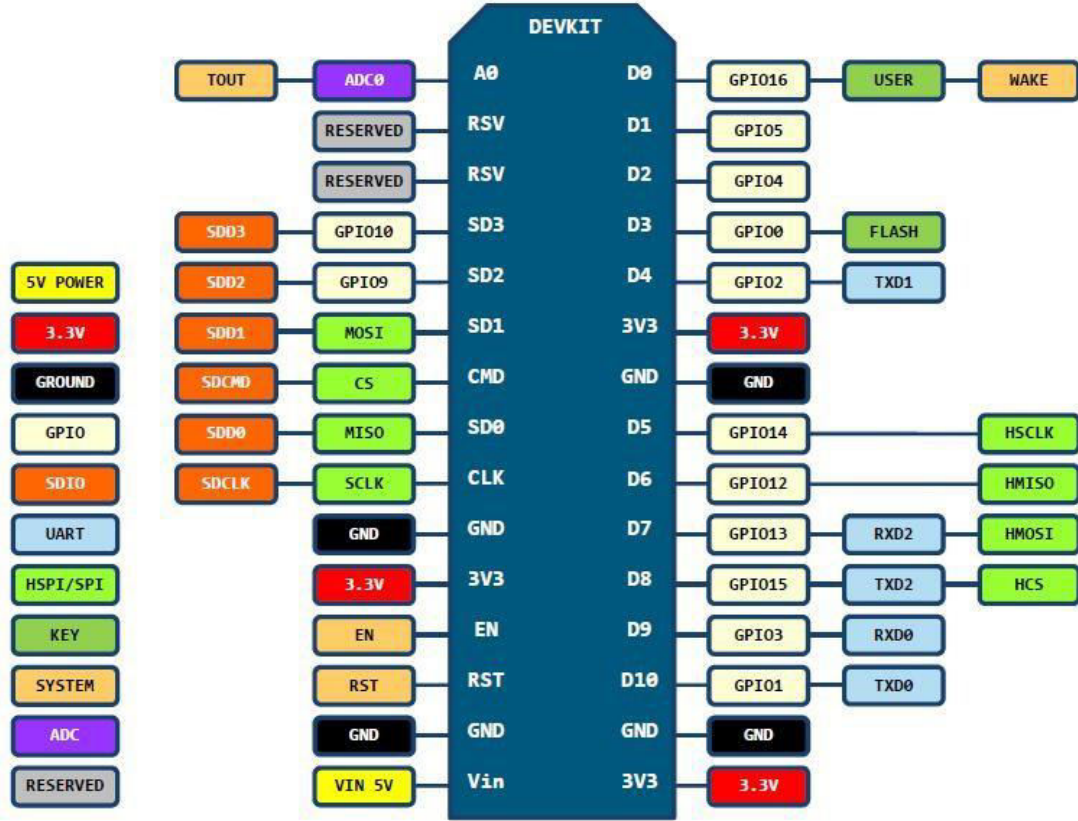 DEVKIT
TOUT ADC0 A0 D0 GPIO16 USER WAKE
RESERVED RSV D1 GPIO5
RESERVED RSV D2 GPIO4
SDD3 GPIO10 SD3 D3 GPIO0 FLASH
5V POWER SDD2 GPIO9 SD2 D4 GPIO2 TXD1
3.3V SDD1 MOSI SD1 3V3 3.3V
GROUND SDCMD CS CMD GND GND
GPIO SDD0 MISO SD0 D5 GPIO14 HSCLK
SDIO SDCLK SCLK CLK D6 GPIO12 HMISO
UART GND GND D7 GPIO13 RXD2 HMOSI
HSPI/SPI 3.3V 3V3 D8 GPIO15 TXD2 HCS
KEY EN EN D9 GPIO3 RXD0
SYSTEM RST RST D10 GPIO1 TXD0
ADC GND GND GND GND
RESERVED VIN 5V Vin 3V3 3.3V